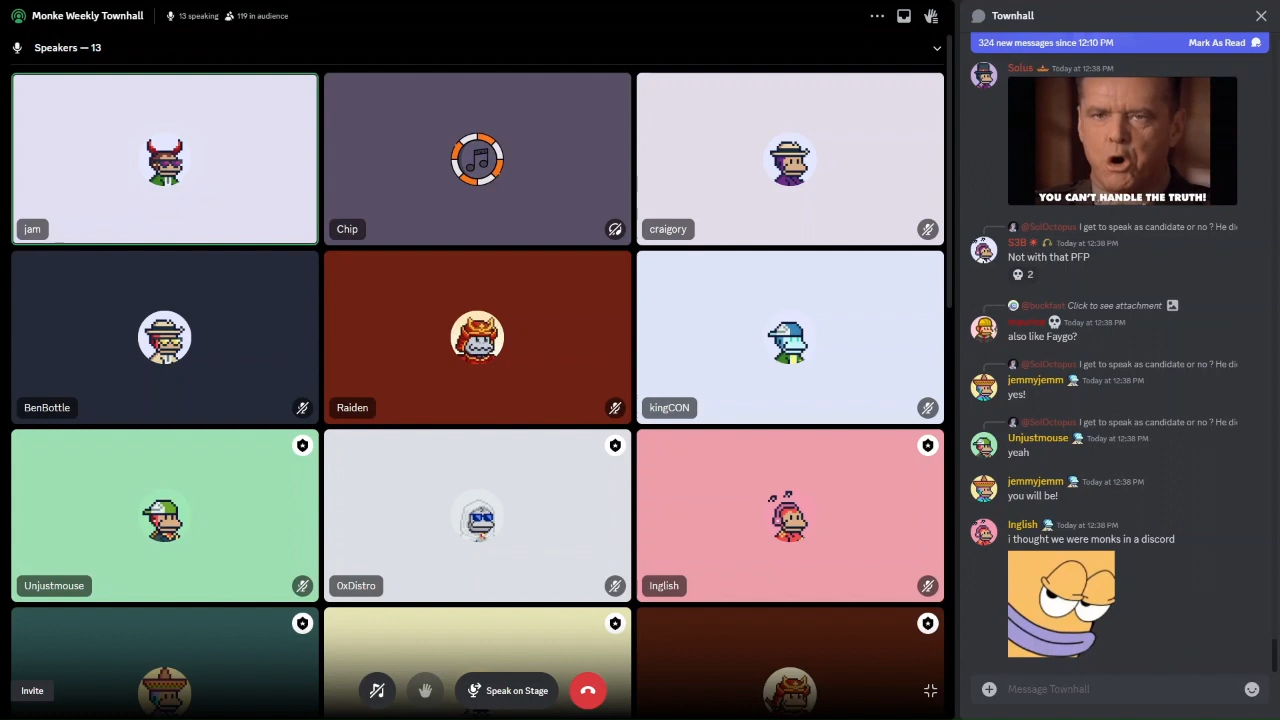 Monke Weekly Townhall
13 speaking
119 in audience
Speakers — 13
jam
Chip
craigory
BenBottle
Raiden
kingCON
Unjustmouse
0xDistro
Inglish
Invite
Speak on Stage
Townhall
324 new messages since 12:10 PM
Mark As Read
Solus Today at 12:38 PM
YOU CAN'T HANDLE THE TRUTH!
@SolOctopus I get to speak as candidate or no ? He di
S3B Today at 12:38 PM
Not with that PFP
2
@buckfast Click to see attachment
Today at 12:38 PM
also like Faygo?
@SolOctopus I get to speak as candidate or no ? He di
jemmyjemm Today at 12:38 PM
yes!
@SolOctopus I get to speak as candidate or no ? He di
Unjustmouse Today at 12:38 PM
yeah
jemmyjemm Today at 12:38 PM
you will be!
Inglish Today at 12:38 PM
i thought we were monks in a discord
Message Townhall